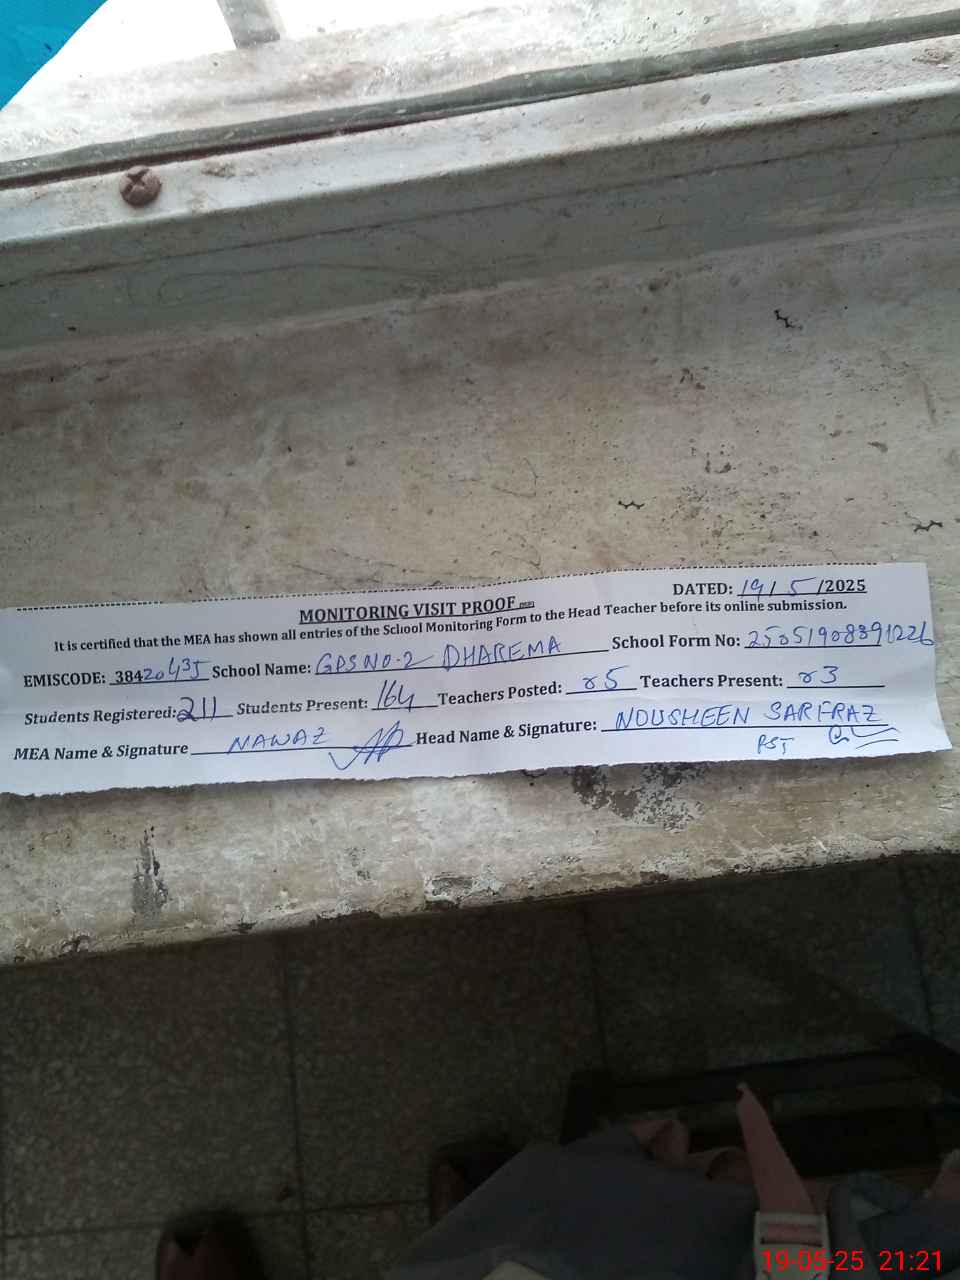 DATED: 19/5/2025
MONITORING VISIT PROOF
It is certified that the MEA has shown all entries of the School Monitoring Form to the Head Teacher before its online submission.
EMISCODE: 38420435 School Name: GPS NO-2 DHAREMA School Form No: 25051908391226
Students Registered: 211 Students Present: 164 Teachers Posted: 05 Teachers Present: 03
MEA Name & Signature NAWAZ Head Name & Signature: NOUSHEEN SARFRAZ
PST
19-05-25 21:21